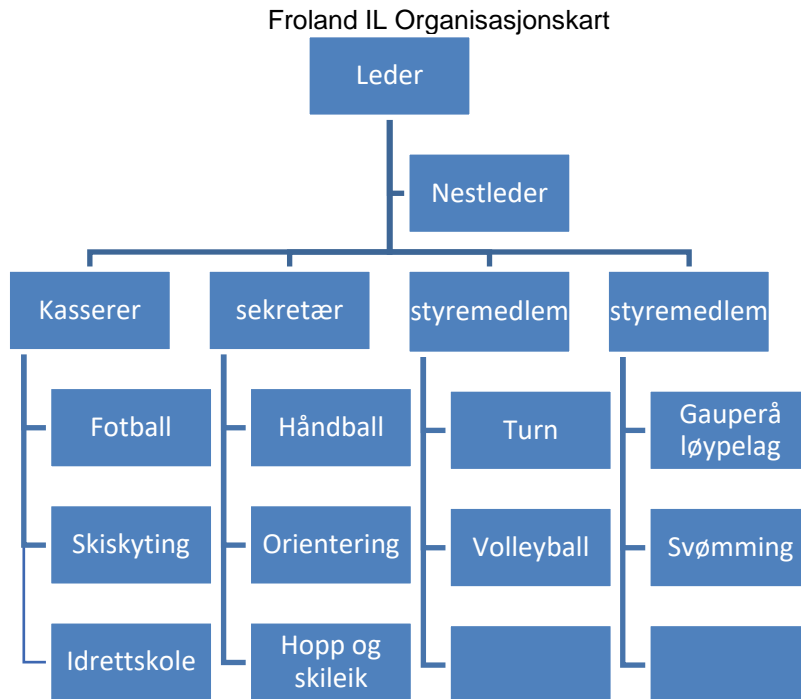 Froland IL Organisasjonskart
Leder
Nestleder
Kasserer
sekretær
styremedlem
styremedlem
Fotball
Håndball
Turn
Gauperå
løypelag
Skiskyting
Orientering
Volleyball
Svømming
Idrettskole
Hopp og
skileik